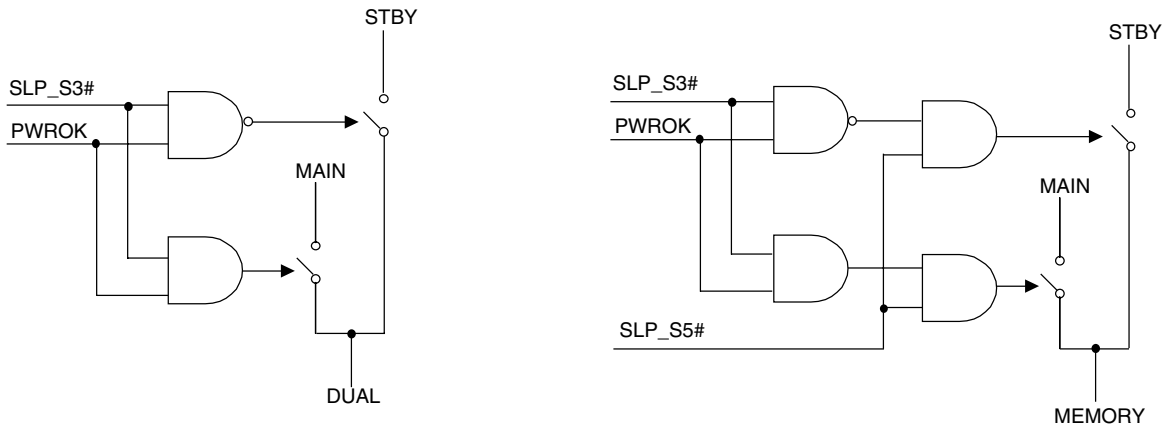 STBY
SLP_S3#
PWROK
MAIN
DUAL
STBY
SLP_S3#
PWROK
MAIN
SLP_S5#
MEMORY